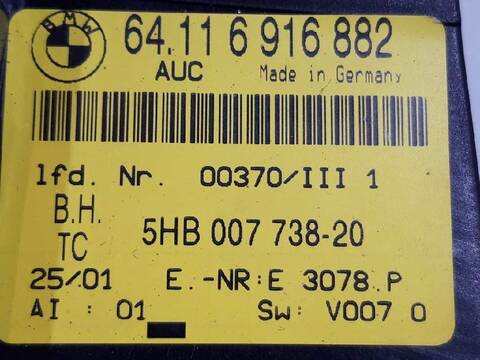 BMW
64.11 6 916 882
AUC Made in Germany
lfd. Nr. 00370/III 1
B.H.
TC 5HB 007 738-20
25/01 E.-NR:E 3078.P
AI : 01 Sw: V007 0